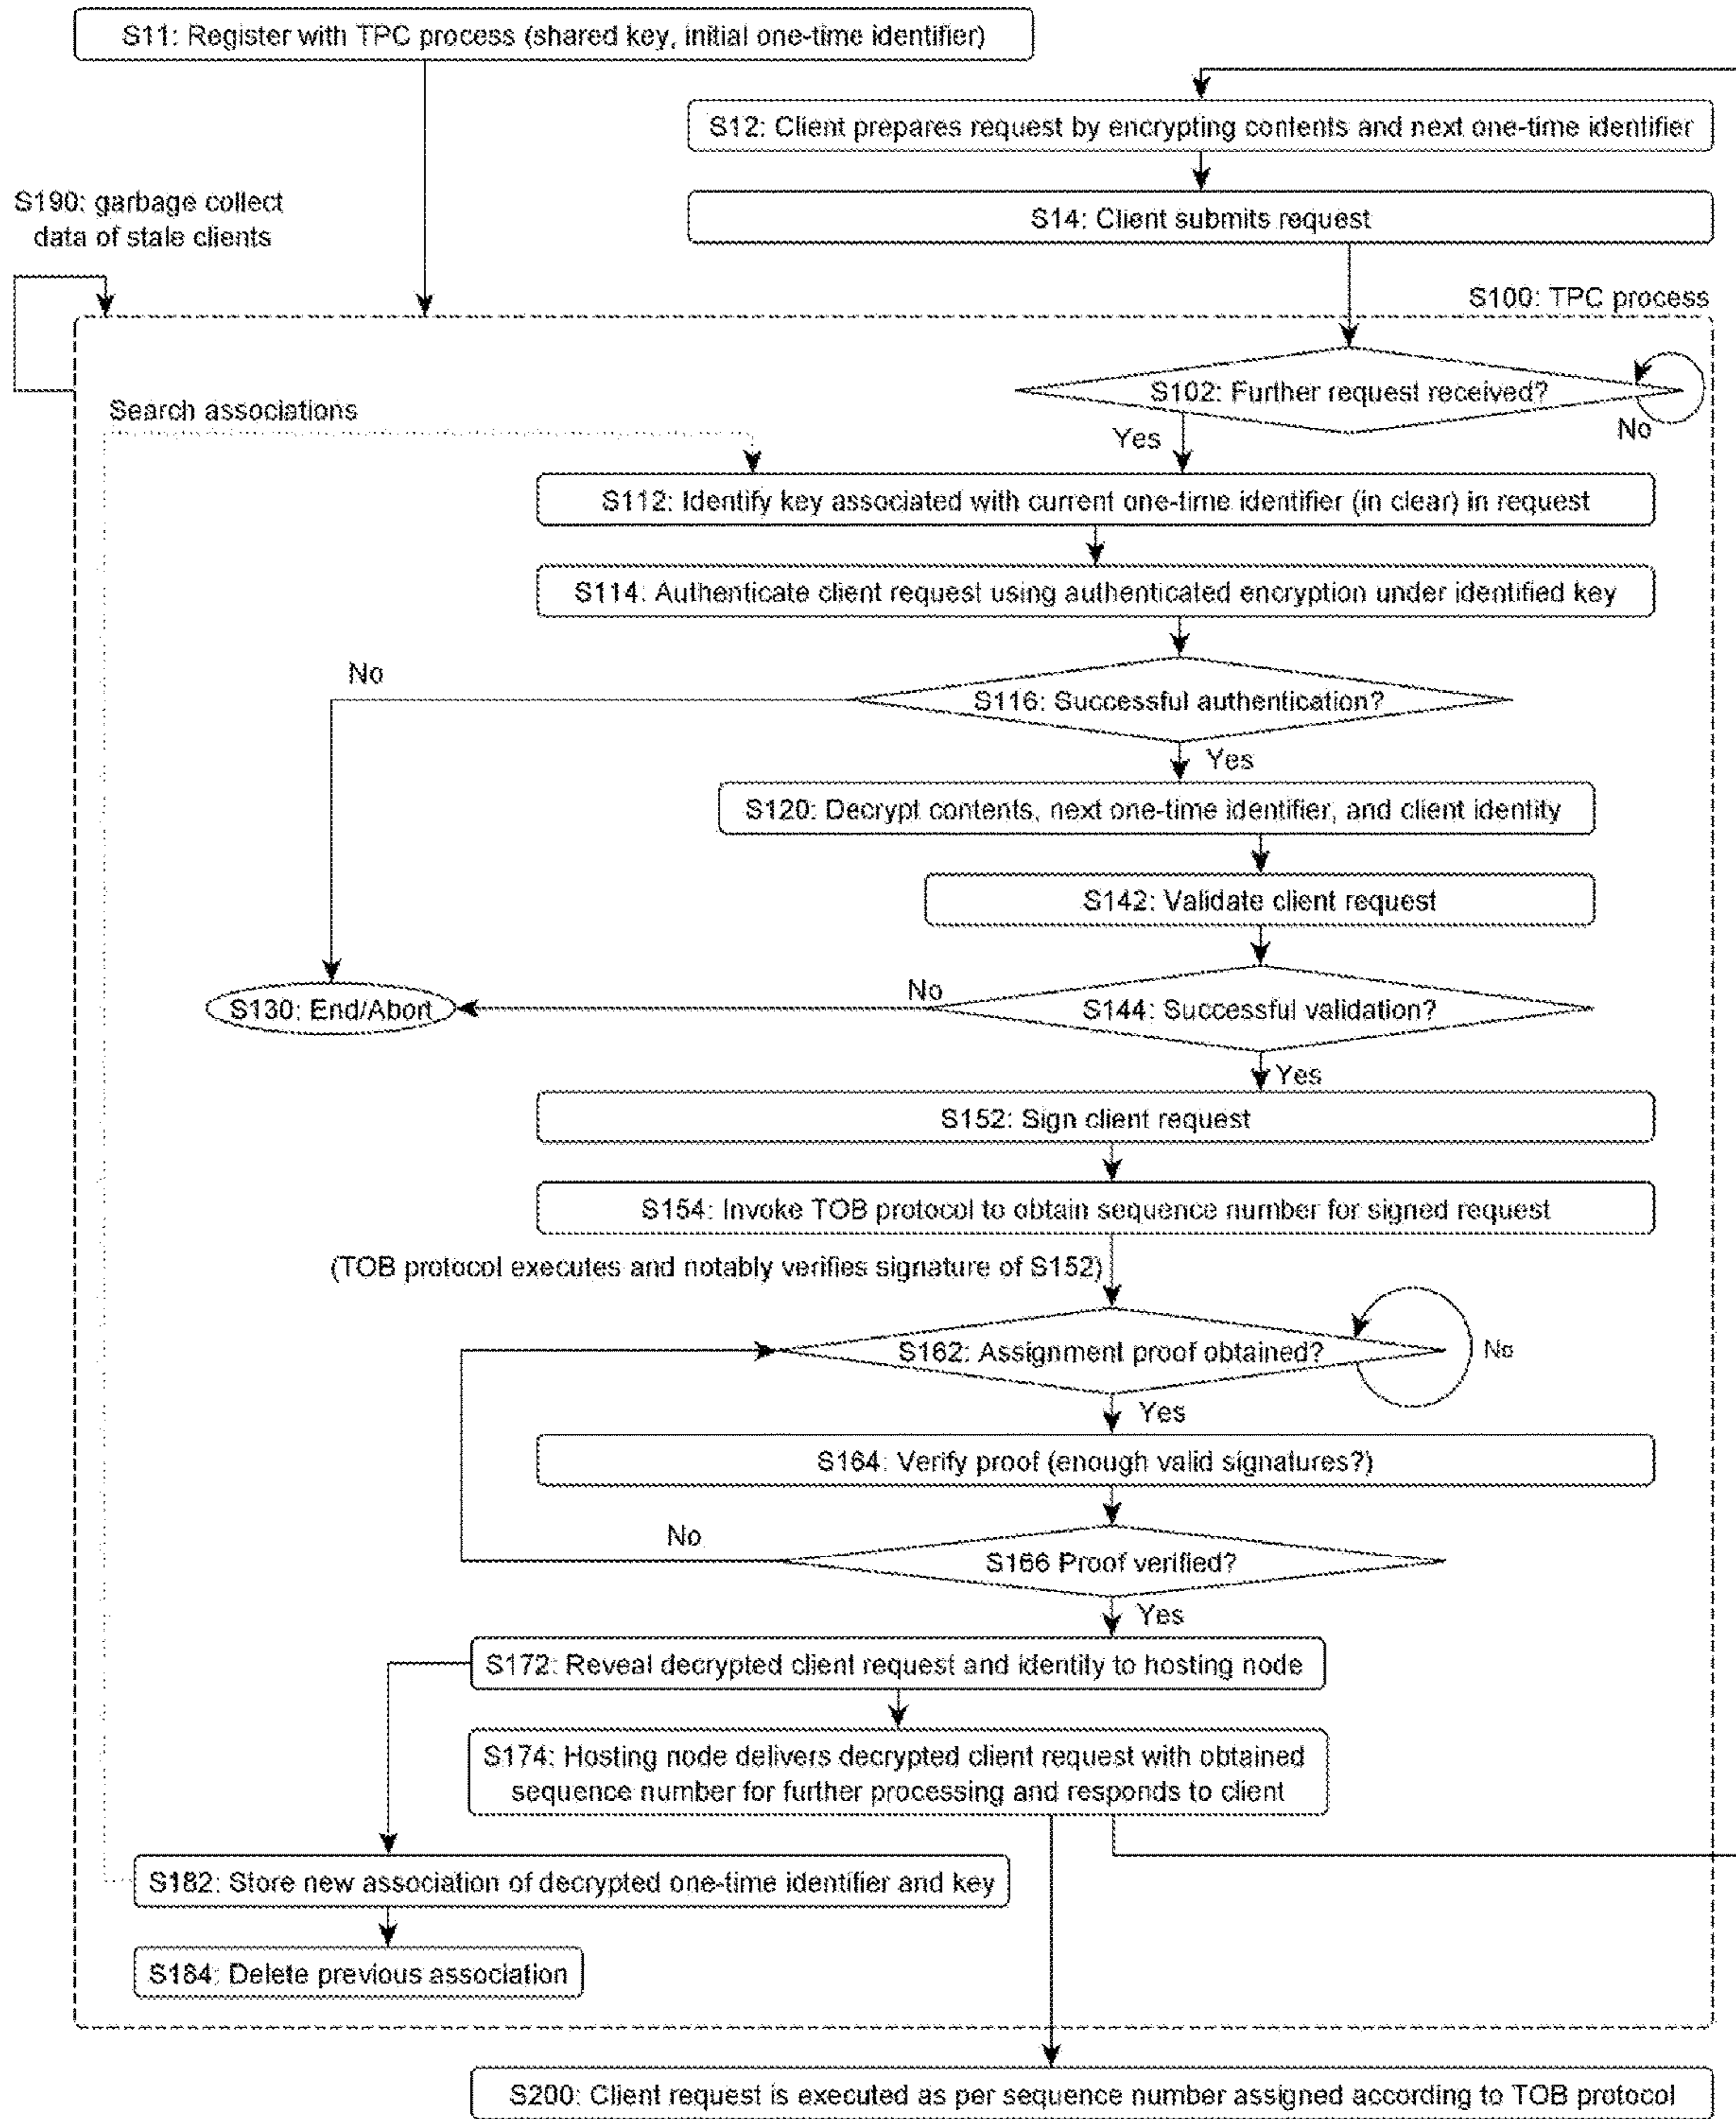 S11: Register with TPC process (shared key, initial one-time identifier)
S12: Client prepares request by encrypting contents and next one-time identifier
S190: garbage collect
data of stale clients
S14: Client submits request
S100: TPC process
S102: Further request received?
No
Search associations
Yes
S112: Identify key associated with current one-time identifier (in clear) in request
S114: Authenticate client request using authenticated encryption under identified key
No
S116: Successful authentication?
Yes
S120: Decrypt contents, next one-time identifier, and client identity
S142: Validate client request
S130: End/Abort
No
S144: Successful validation?
Yes
S152: Sign client request
S154: Invoke TOB protocol to obtain sequence number for signed request
(TOB protocol executes and notably verifies signature of S152)
S162: Assignment proof obtained?
No
Yes
S164: Verify proof (enough valid signatures?)
No
S166 Proof verified?
Yes
S172: Reveal decrypted client request and identity to hosting node
S174: Hosting node delivers decrypted client request with obtained
sequence number for further processing and responds to client
S182: Store new association of decrypted one-time identifier and key
S184: Delete previous association
S200: Client request is executed as per sequence number assigned according to TOB protocol